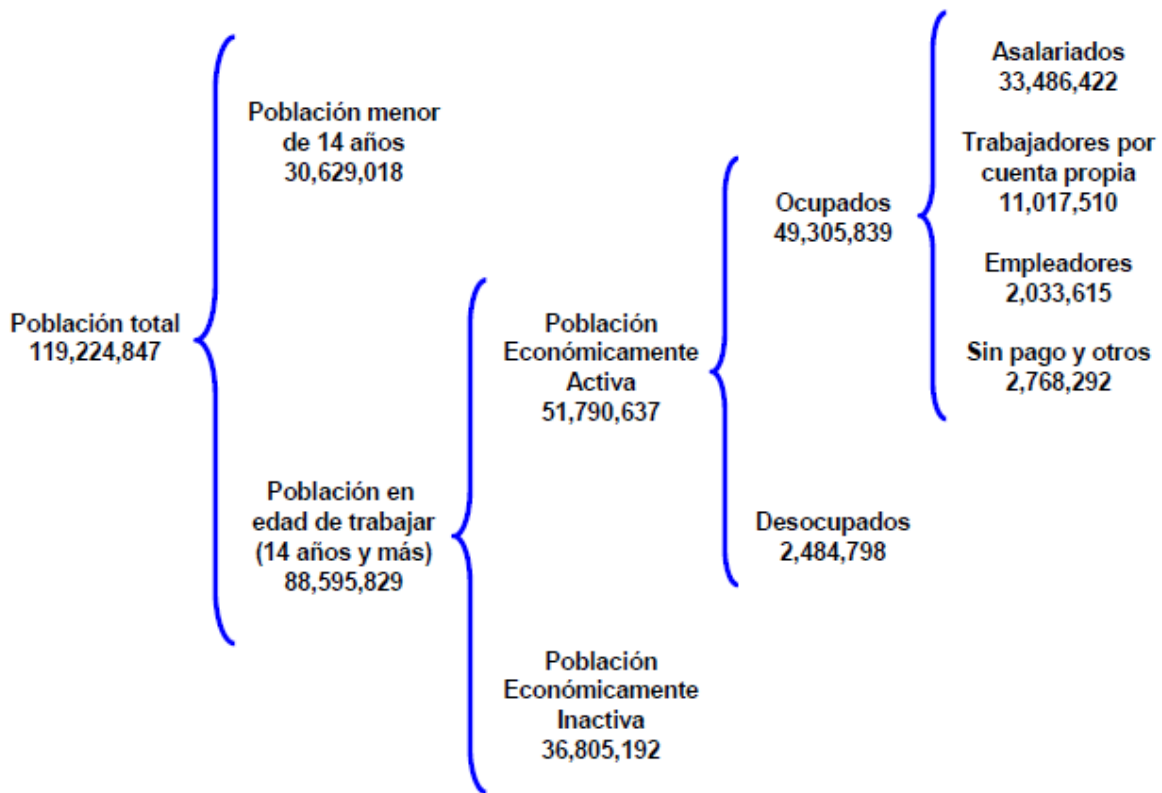 Población total
119,224,847
Población menor
de 14 años
30,629,018
Población en
edad de trabajar
(14 años y más)
88,595,829
Población
Económicamente
Activa
51,790,637
Población
Económicamente
Inactiva
36,805,192
Ocupados
49,305,839
Desocupados
2,484,798
Asalariados
33,486,422
Trabajadores por
cuenta propia
11,017,510
Empleadores
2,033,615
Sin pago y otros
2,768,292